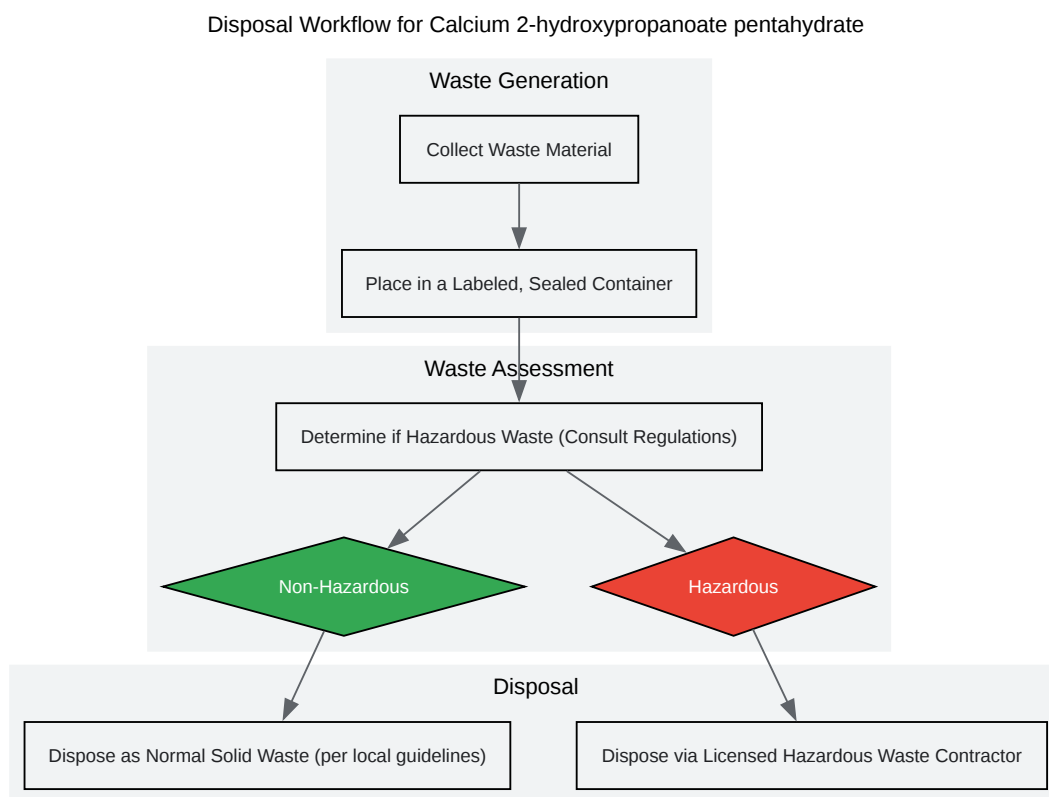 Disposal Workflow for Calcium 2-hydroxypropanoate pentahydrate
Waste Generation
Collect Waste Material
Place in a Labeled, Sealed Container
Waste Assessment
Determine if Hazardous Waste (Consult Regulations)
Non-Hazardous
Hazardous
Disposal
Dispose as Normal Solid Waste (per local guidelines)
Dispose via Licensed Hazardous Waste Contractor